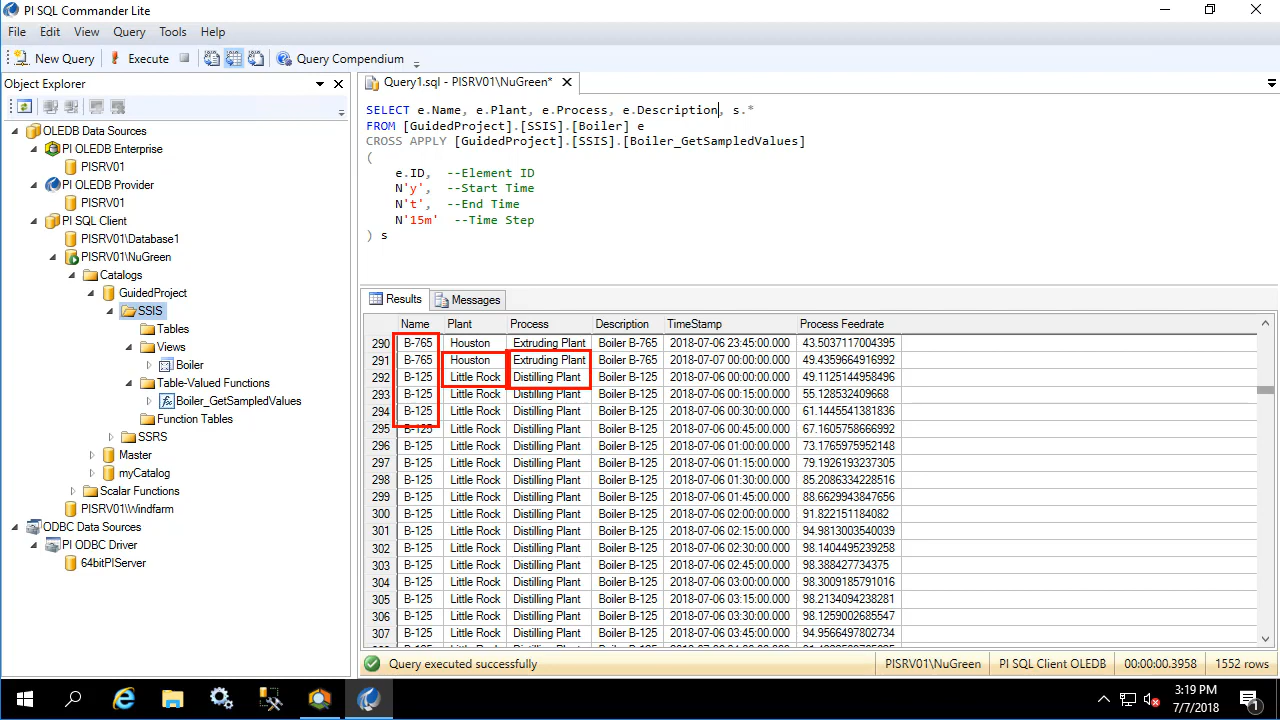 PI SQL Commander Lite
File Edit View Query Tools Help
New Query Execute Query Compendium
Object Explorer
OLEDB Data Sources
PI OLEDB Enterprise
PISRV01
PI OLEDB Provider
PISRV01
PI SQL Client
PISRV01\Database1
PISRV01\NuGreen
Catalogs
GuidedProject
SSIS
Tables
Views
Boiler
Table-Valued Functions
Boiler_GetSampledValues
Function Tables
SSRS
Master
myCatalog
Scalar Functions
PISRV01\Windfarm
ODBC Data Sources
PI ODBC Driver
64bitPIServer
Query1.sql - PISRV01\NuGreen*
SELECT e.Name, e.Plant, e.Process, e.Description, s.*
FROM [GuidedProject].[SSIS].[Boiler] e
CROSS APPLY [GuidedProject].[SSIS].[Boiler_GetSampledValues]
(
e.ID, --Element ID
N'y', --Start Time
N't', --End Time
N'15m' --Time Step
) s
Results Messages
Name Plant Process Description TimeStamp Process Feedrate
290 B-765 Houston Extruding Plant Boiler B-765 2018-07-06 23:45:00.000 43.5037117004395
291 B-765 Houston Extruding Plant Boiler B-765 2018-07-07 00:00:00.000 49.4359664916992
292 B-125 Little Rock Distilling Plant Boiler B-125 2018-07-06 00:00:00.000 49.1125144958496
293 B-125 Little Rock Distilling Plant Boiler B-125 2018-07-06 00:15:00.000 55.128532409668
294 B-125 Little Rock Distilling Plant Boiler B-125 2018-07-06 00:30:00.000 61.1445541381836
295 B-125 Little Rock Distilling Plant Boiler B-125 2018-07-06 00:45:00.000 67.1605758666992
296 B-125 Little Rock Distilling Plant Boiler B-125 2018-07-06 01:00:00.000 73.1765975952148
297 B-125 Little Rock Distilling Plant Boiler B-125 2018-07-06 01:15:00.000 79.1926193237305
298 B-125 Little Rock Distilling Plant Boiler B-125 2018-07-06 01:30:00.000 85.2086334228516
299 B-125 Little Rock Distilling Plant Boiler B-125 2018-07-06 01:45:00.000 88.6629943847656
300 B-125 Little Rock Distilling Plant Boiler B-125 2018-07-06 02:00:00.000 91.822151184082
301 B-125 Little Rock Distilling Plant Boiler B-125 2018-07-06 02:15:00.000 94.9813003540039
302 B-125 Little Rock Distilling Plant Boiler B-125 2018-07-06 02:30:00.000 98.1404495239258
303 B-125 Little Rock Distilling Plant Boiler B-125 2018-07-06 02:45:00.000 98.388427734375
304 B-125 Little Rock Distilling Plant Boiler B-125 2018-07-06 03:00:00.000 98.3009185791016
305 B-125 Little Rock Distilling Plant Boiler B-125 2018-07-06 03:15:00.000 98.2134094238281
306 B-125 Little Rock Distilling Plant Boiler B-125 2018-07-06 03:30:00.000 98.1259002685547
307 B-125 Little Rock Distilling Plant Boiler B-125 2018-07-06 03:45:00.000 94.9566497802734
Query executed successfully PISRV01\NuGreen PI SQL Client OLEDB 00:00:00.3958 1552 rows
3:19 PM
7/7/2018
1